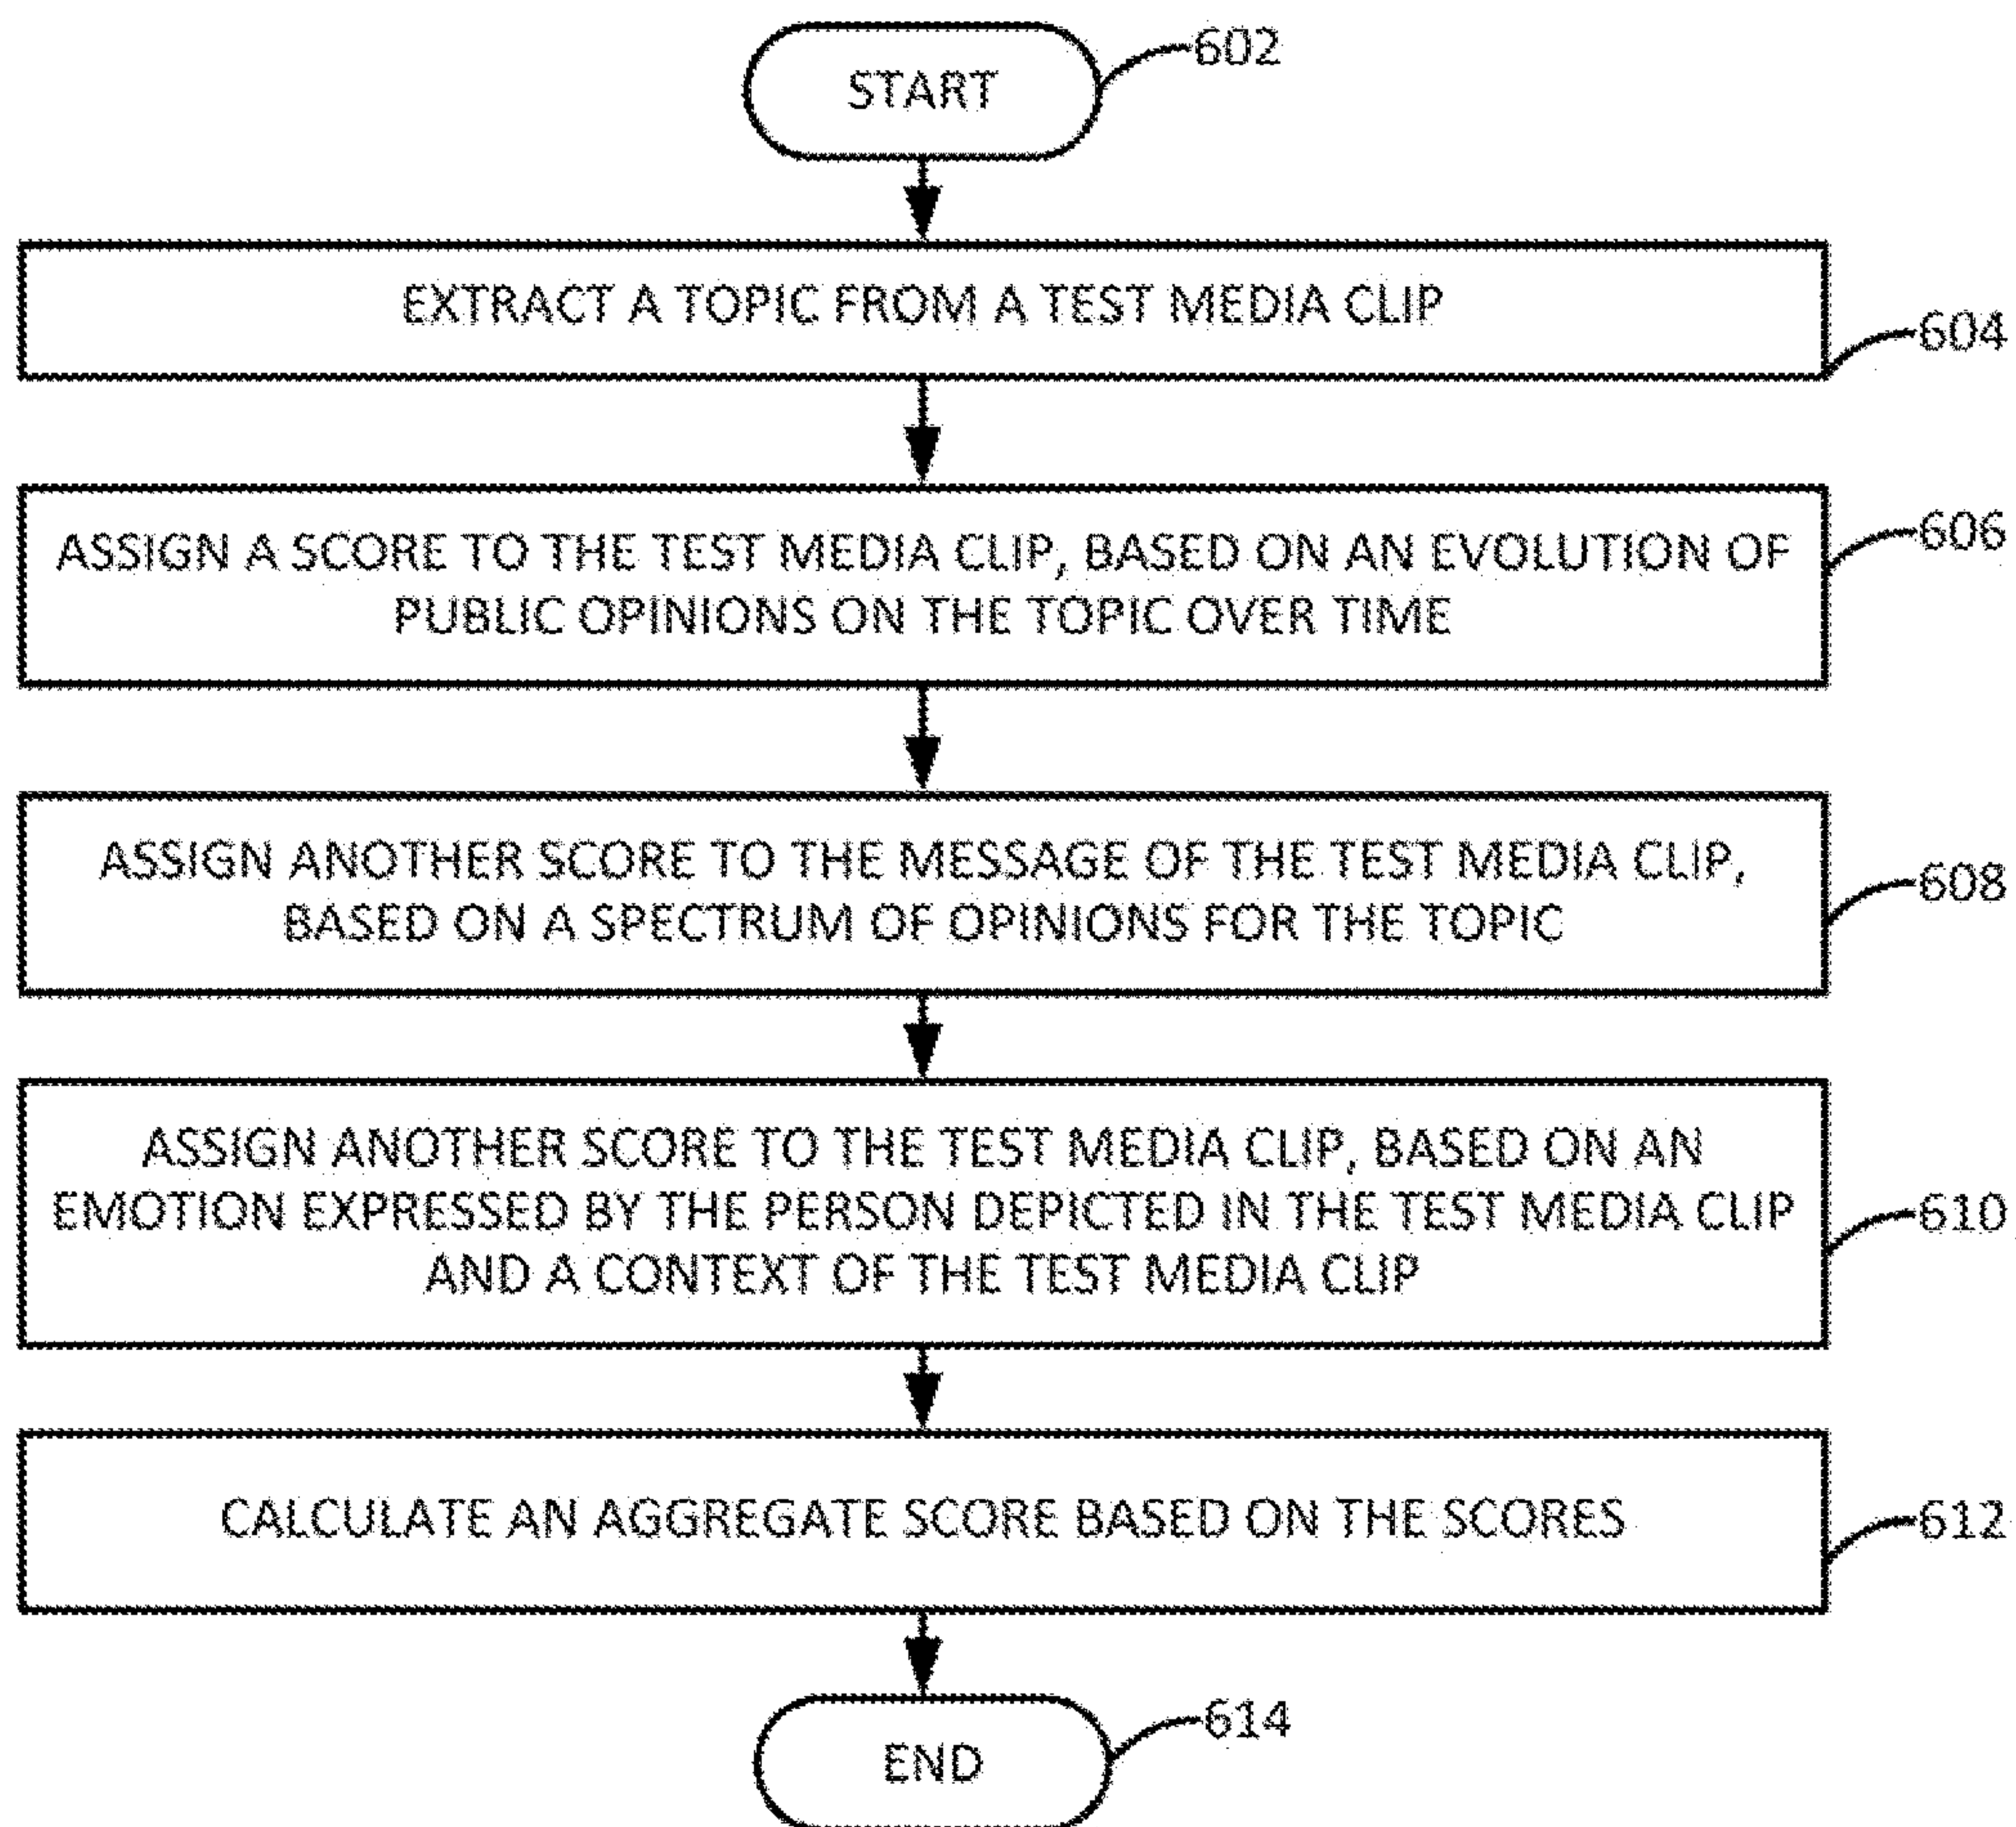 START
602
EXTRACT A TOPIC FROM A TEST MEDIA CLIP
604
ASSIGN A SCORE TO THE TEST MEDIA CLIP, BASED ON AN EVOLUTION OF
PUBLIC OPINIONS ON THE TOPIC OVER TIME
606
ASSIGN ANOTHER SCORE TO THE MESSAGE OF THE TEST MEDIA CLIP,
BASED ON A SPECTRUM OF OPINIONS FOR THE TOPIC
608
ASSIGN ANOTHER SCORE TO THE TEST MEDIA CLIP, BASED ON AN
EMOTION EXPRESSED BY THE PERSON DEPICTED IN THE TEST MEDIA CLIP
AND A CONTEXT OF THE TEST MEDIA CLIP
610
CALCULATE AN AGGREGATE SCORE BASED ON THE SCORES
612
END
614